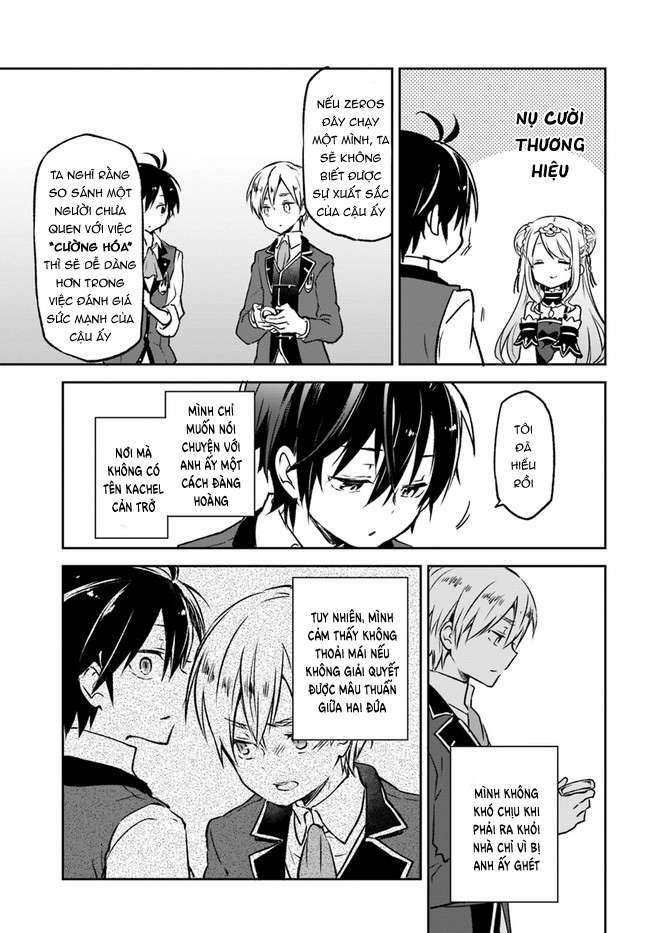 NỤ CƯỜI
THƯƠNG
HIỆU
NẾU ZEROS
ĐÂY CHẠY
MỘT MÌNH, TA
SẼ KHÔNG
BIẾT ĐƯỢC
SỰ XUẤT SẮC
CỦA CẬU ẤY
TA NGHĨ RẰNG
SO SÁNH MỘT
NGƯỜI CHƯA
QUEN VỚI VIỆC
"CƯỜNG HÓA"
THÌ SẼ DỄ DÀNG
HƠN TRONG
VIỆC ĐÁNH GIÁ
SỨC MẠNH CỦA
CẬU ẤY
TÔI
ĐÃ
HIỂU
RỒI
MÌNH CHỈ
MUỐN NÓI
CHUYỆN VỚI
ANH ẤY MỘT
CÁCH ĐÀNG
HOÀNG
NƠI MÀ
KHÔNG CÓ
TÊN KACHEL
CẢN TRỞ
MÌNH KHÔNG
KHÓ CHỊU KHI
PHẢI RA KHỎI
NHÀ CHỈ VÌ BỊ
ANH ẤY GHÉT
TUY NHIÊN, MÌNH
CẢM THẤY KHÔNG
THOẢI MÁI NẾU
KHÔNG GIẢI QUYẾT
ĐƯỢC MÂU THUẪN
GIỮA HAI ĐỨA